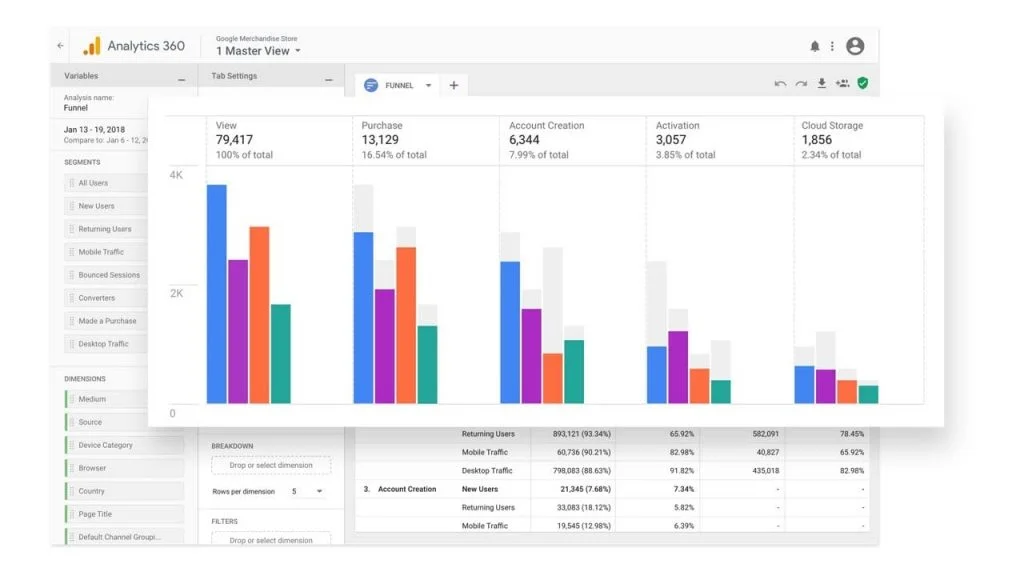 Analytics 360
Google Merchandise Store
1 Master View
Variables
Tab Settings
FUNNEL
Analysis name:
Funnel
Jan 13 - 19, 2018
Compare to: Jan 6 - 12, 20
SEGMENTS
All Users
New Users
Returning Users
Mobile Traffic
Bounced Sessions
Converters
Made a Purchase
Desktop Traffic
DIMENSIONS
Medium
Source
Device Category
Browser
Country
Page Title
Default Channel Groupi...
View
79,417
100% of total
Purchase
13,129
16.54% of total
Account Creation
6,344
7.99% of total
Activation
3,057
3.85% of total
Cloud Storage
1,856
2.34% of total
4K
2K
0
BREAKDOWN
Drop or select dimension
Rows per dimension 5
FILTERS
Drop or select dimension
Returning Users 893,121 (93.34%) 65.92% 582,091 78.45%
Mobile Traffic 60,736 (90.21%) 82.98% 40,827 65.92%
Desktop Traffic 798,083 (88.63%) 91.82% 435,018 82.98%
3. Account Creation New Users 21,345 (7.68%) 7.34% - -
Returning Users 33,083 (18.12%) 5.82% - -
Mobile Traffic 19,545 (12.98%) 6.39% - -